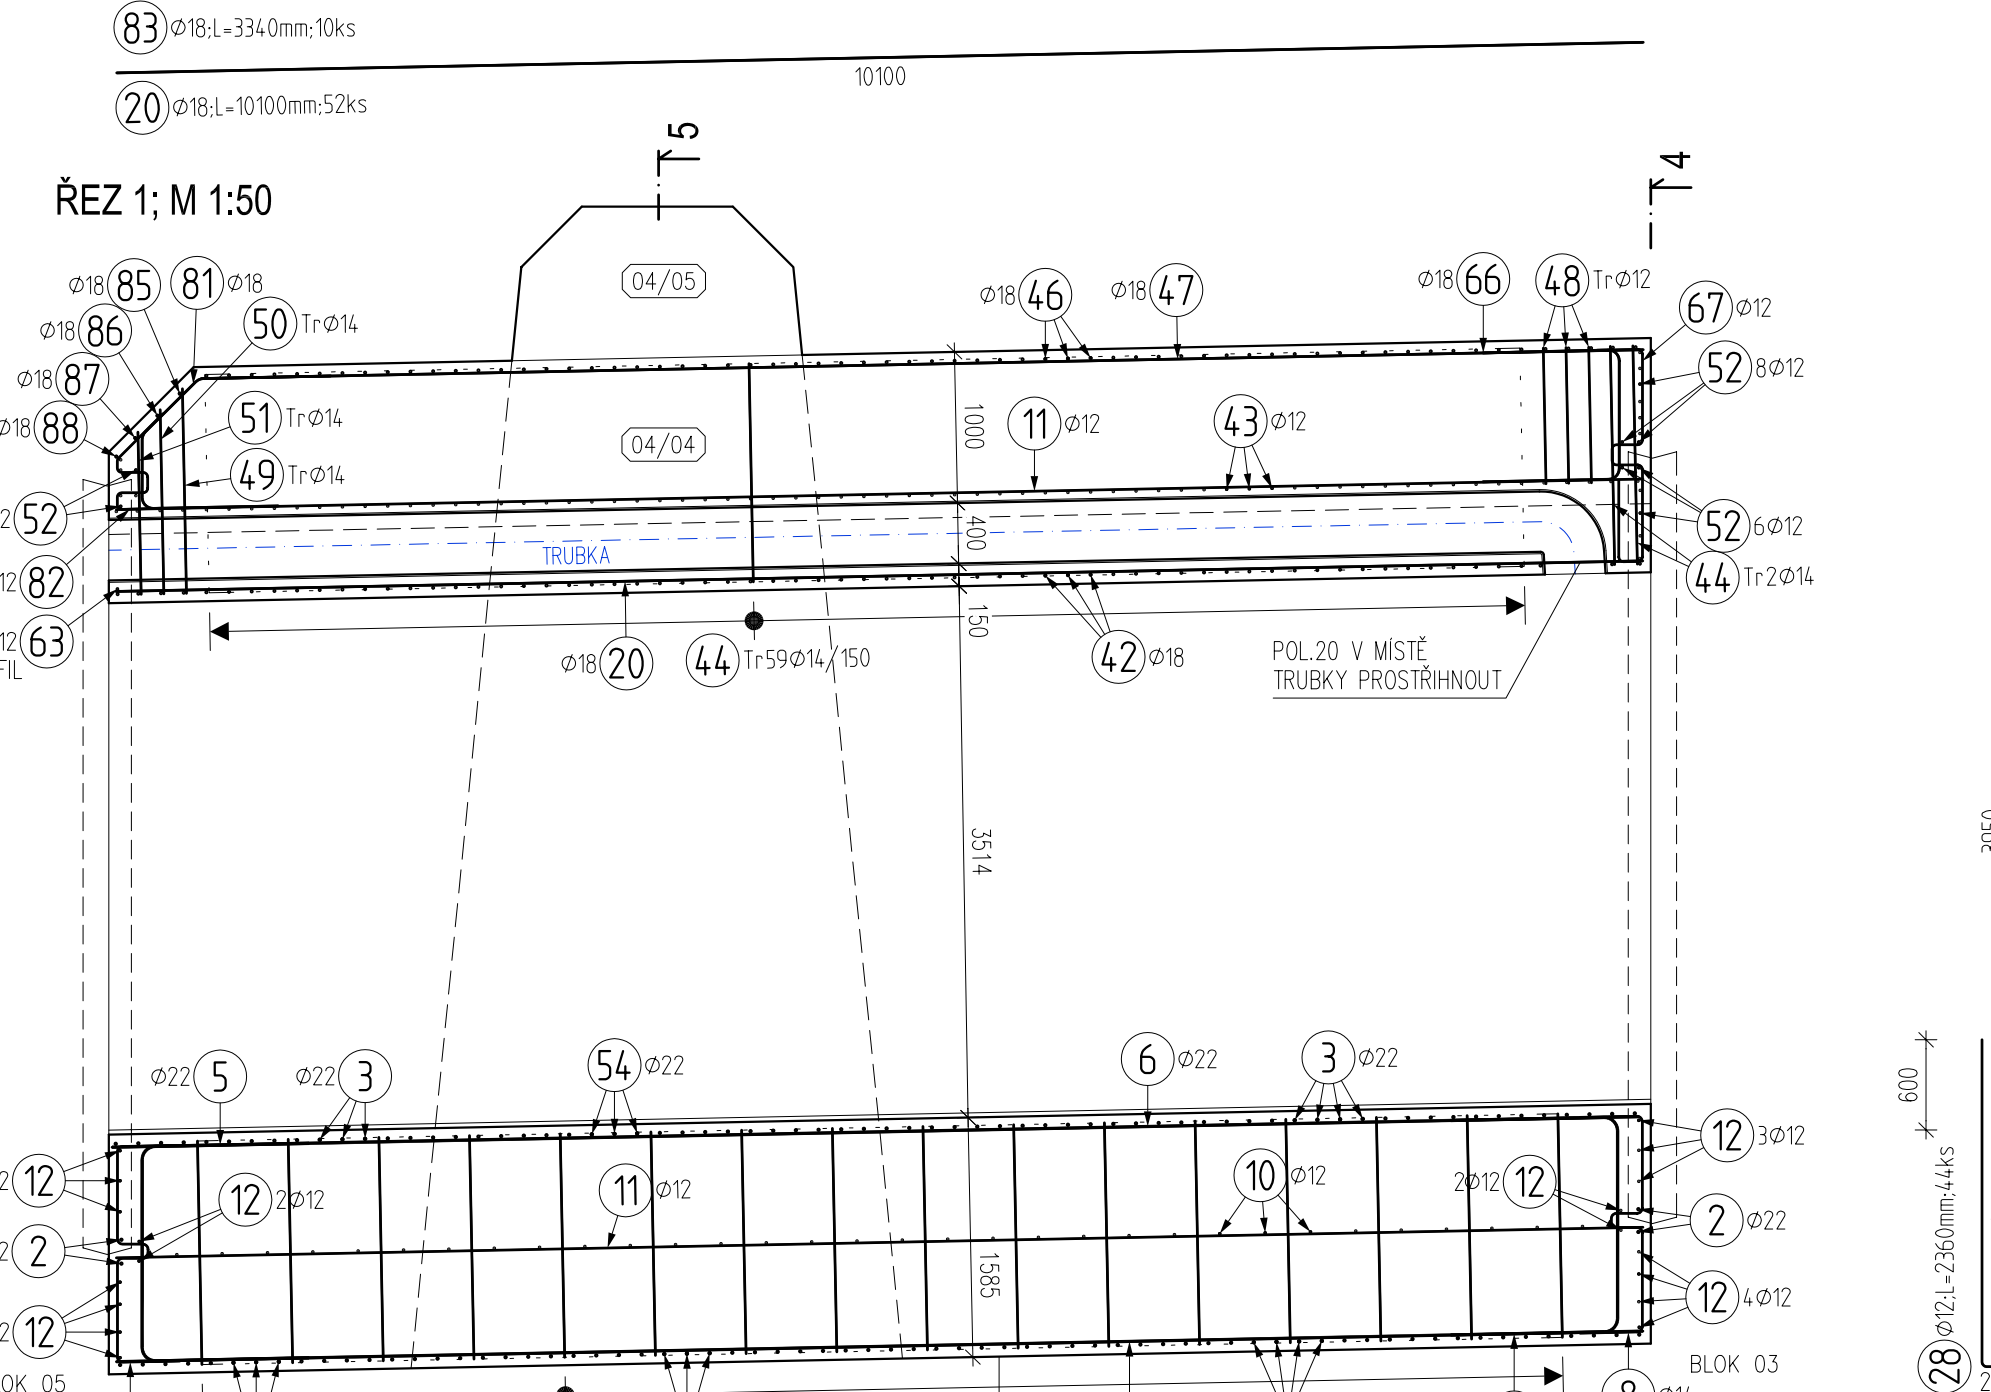 83 Ø18;L=3340mm;10ks
10100
20 Ø18;L=10100mm;52ks
5
4
ŘEZ 1; M 1:50
04/05
Ø18 85
81 Ø18
Ø18 86
50 TrØ14
Ø18 87
Ø18 88
51 TrØ14
49 TrØ14
Ø18 46
Ø18 47
Ø18 66
48 TrØ12
67 Ø12
52 8Ø12
04/04
1000
11 Ø12
43 Ø12
52
52 6Ø12
400
TRUBKA
12 82
44 Tr2Ø14
12 63
FIL
150
Ø18 20
44 Tr59Ø14/150
42 Ø18
POL.20 V MÍSTĚ
TRUBKY PROSTŘIHNOUT
3514
Ø22 5
Ø22 3
54 Ø22
6 Ø22
3 Ø22
600
12 3Ø12
12
12 2Ø12
11 Ø12
10 Ø12
2Ø12 12
2 Ø22
2
1585
12
12 4Ø12
28 Ø12;L=2360mm;44ks
BLOK 03
OK 05